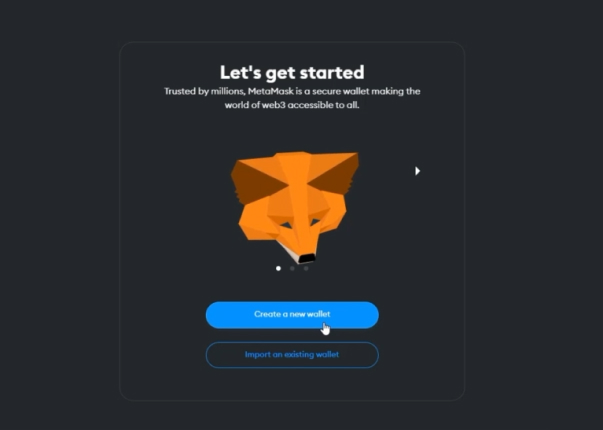 Let's get started
Trusted by millions, MetaMask is a secure wallet making the
world of web3 accessible to all.
Create a new wallet
Import an existing wallet